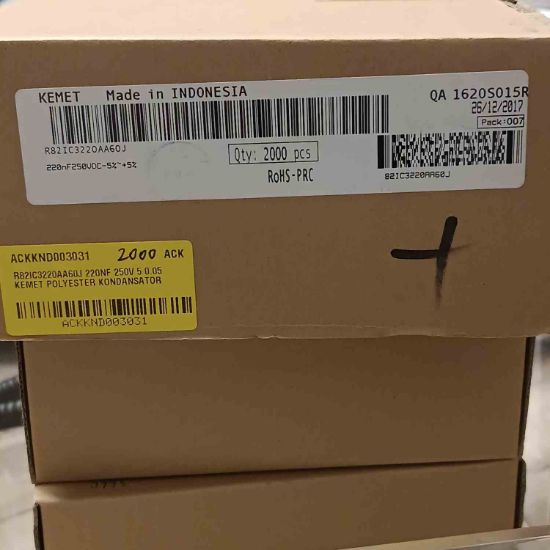 KEMET Made in INDONESIA QA 1620S015R
26/12/2017
Pack:007
R82IC3220AA60J Qty: 2000 pcs
220nF250VDC-5%~+5% RoHS-PRC 82IC3220AA60J
ACKKND003031 2000 ACK
R82IC3220AA60J 220NF 250V 5 0.05
KEMET POLYESTER KONDANSATOR
ACKKND003031